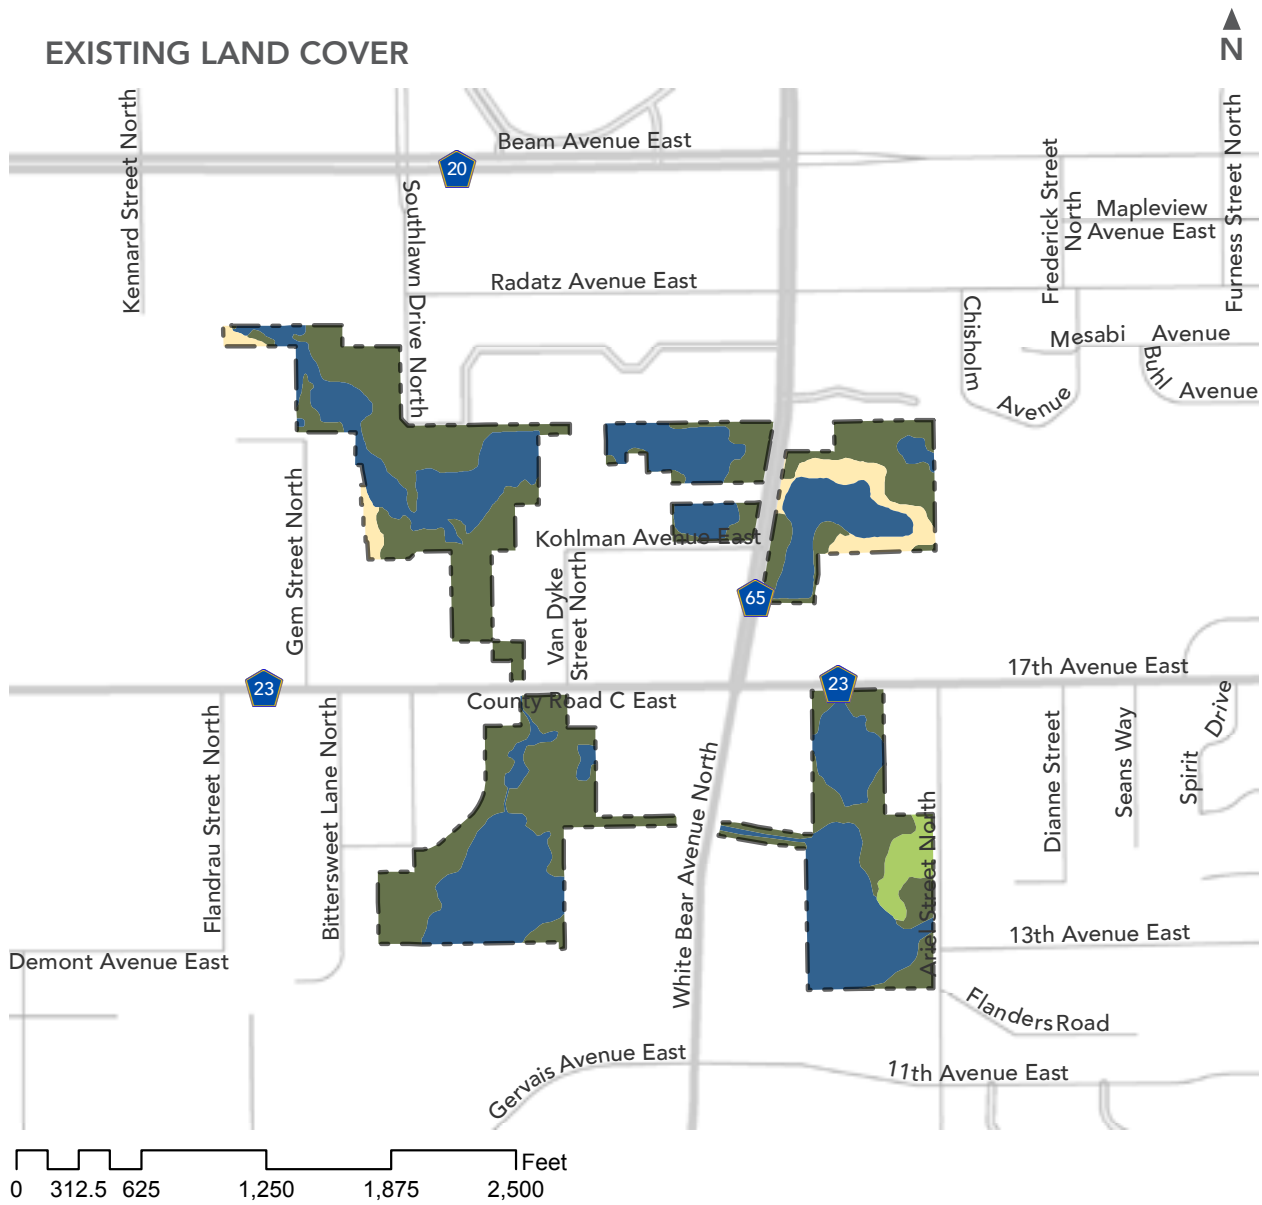 N
EXISTING LAND COVER
Kennard Street North
Beam Avenue East
20
Southlawn Drive North
Frederick Street
North
Mapleview
Avenue East
Furness Street North
Radatz Avenue East
Chisholm
Avenue
Mesabi Avenue
Buhl
Avenue
Gem Street North
Kohlman Avenue East
Van Dyke
Street North
65
17th Avenue East
23
23
County Road C East
Flandrau Street North
Bittersweet Lane North
White Bear Avenue North
Ariel Street North
Dianne Street
Seans Way
Spirit
Drive
Demont Avenue East
13th Avenue East
Flanders Road
Gervais Avenue East
11th Avenue East
Feet
0 312.5 625 1,250 1,875 2,500